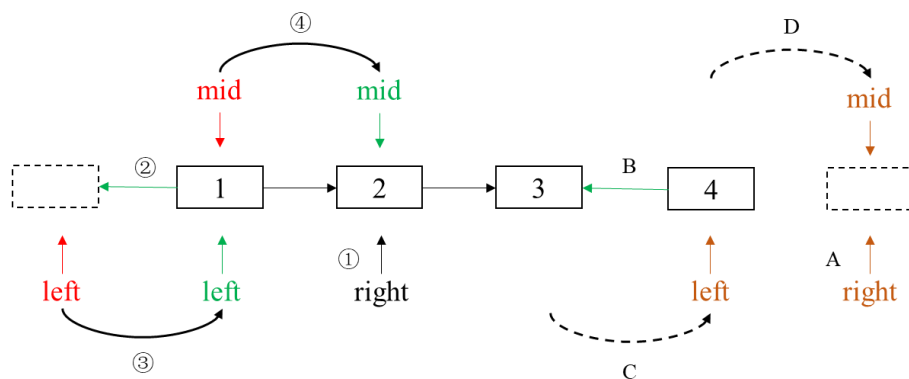 ④ D
mid mid mid
② 1 2 3 B 4
① A
left left right left right
③ C